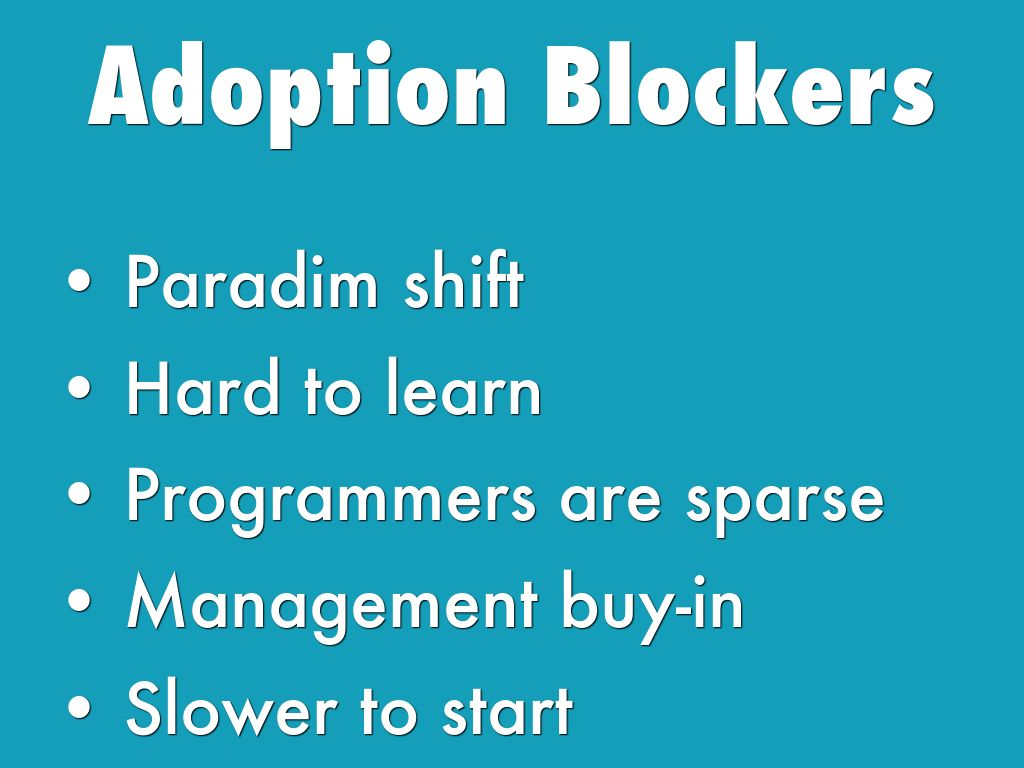 Adoption Blockers
• Paradim shift
• Hard to learn
• Programmers are sparse
• Management buy-in
• Slower to start